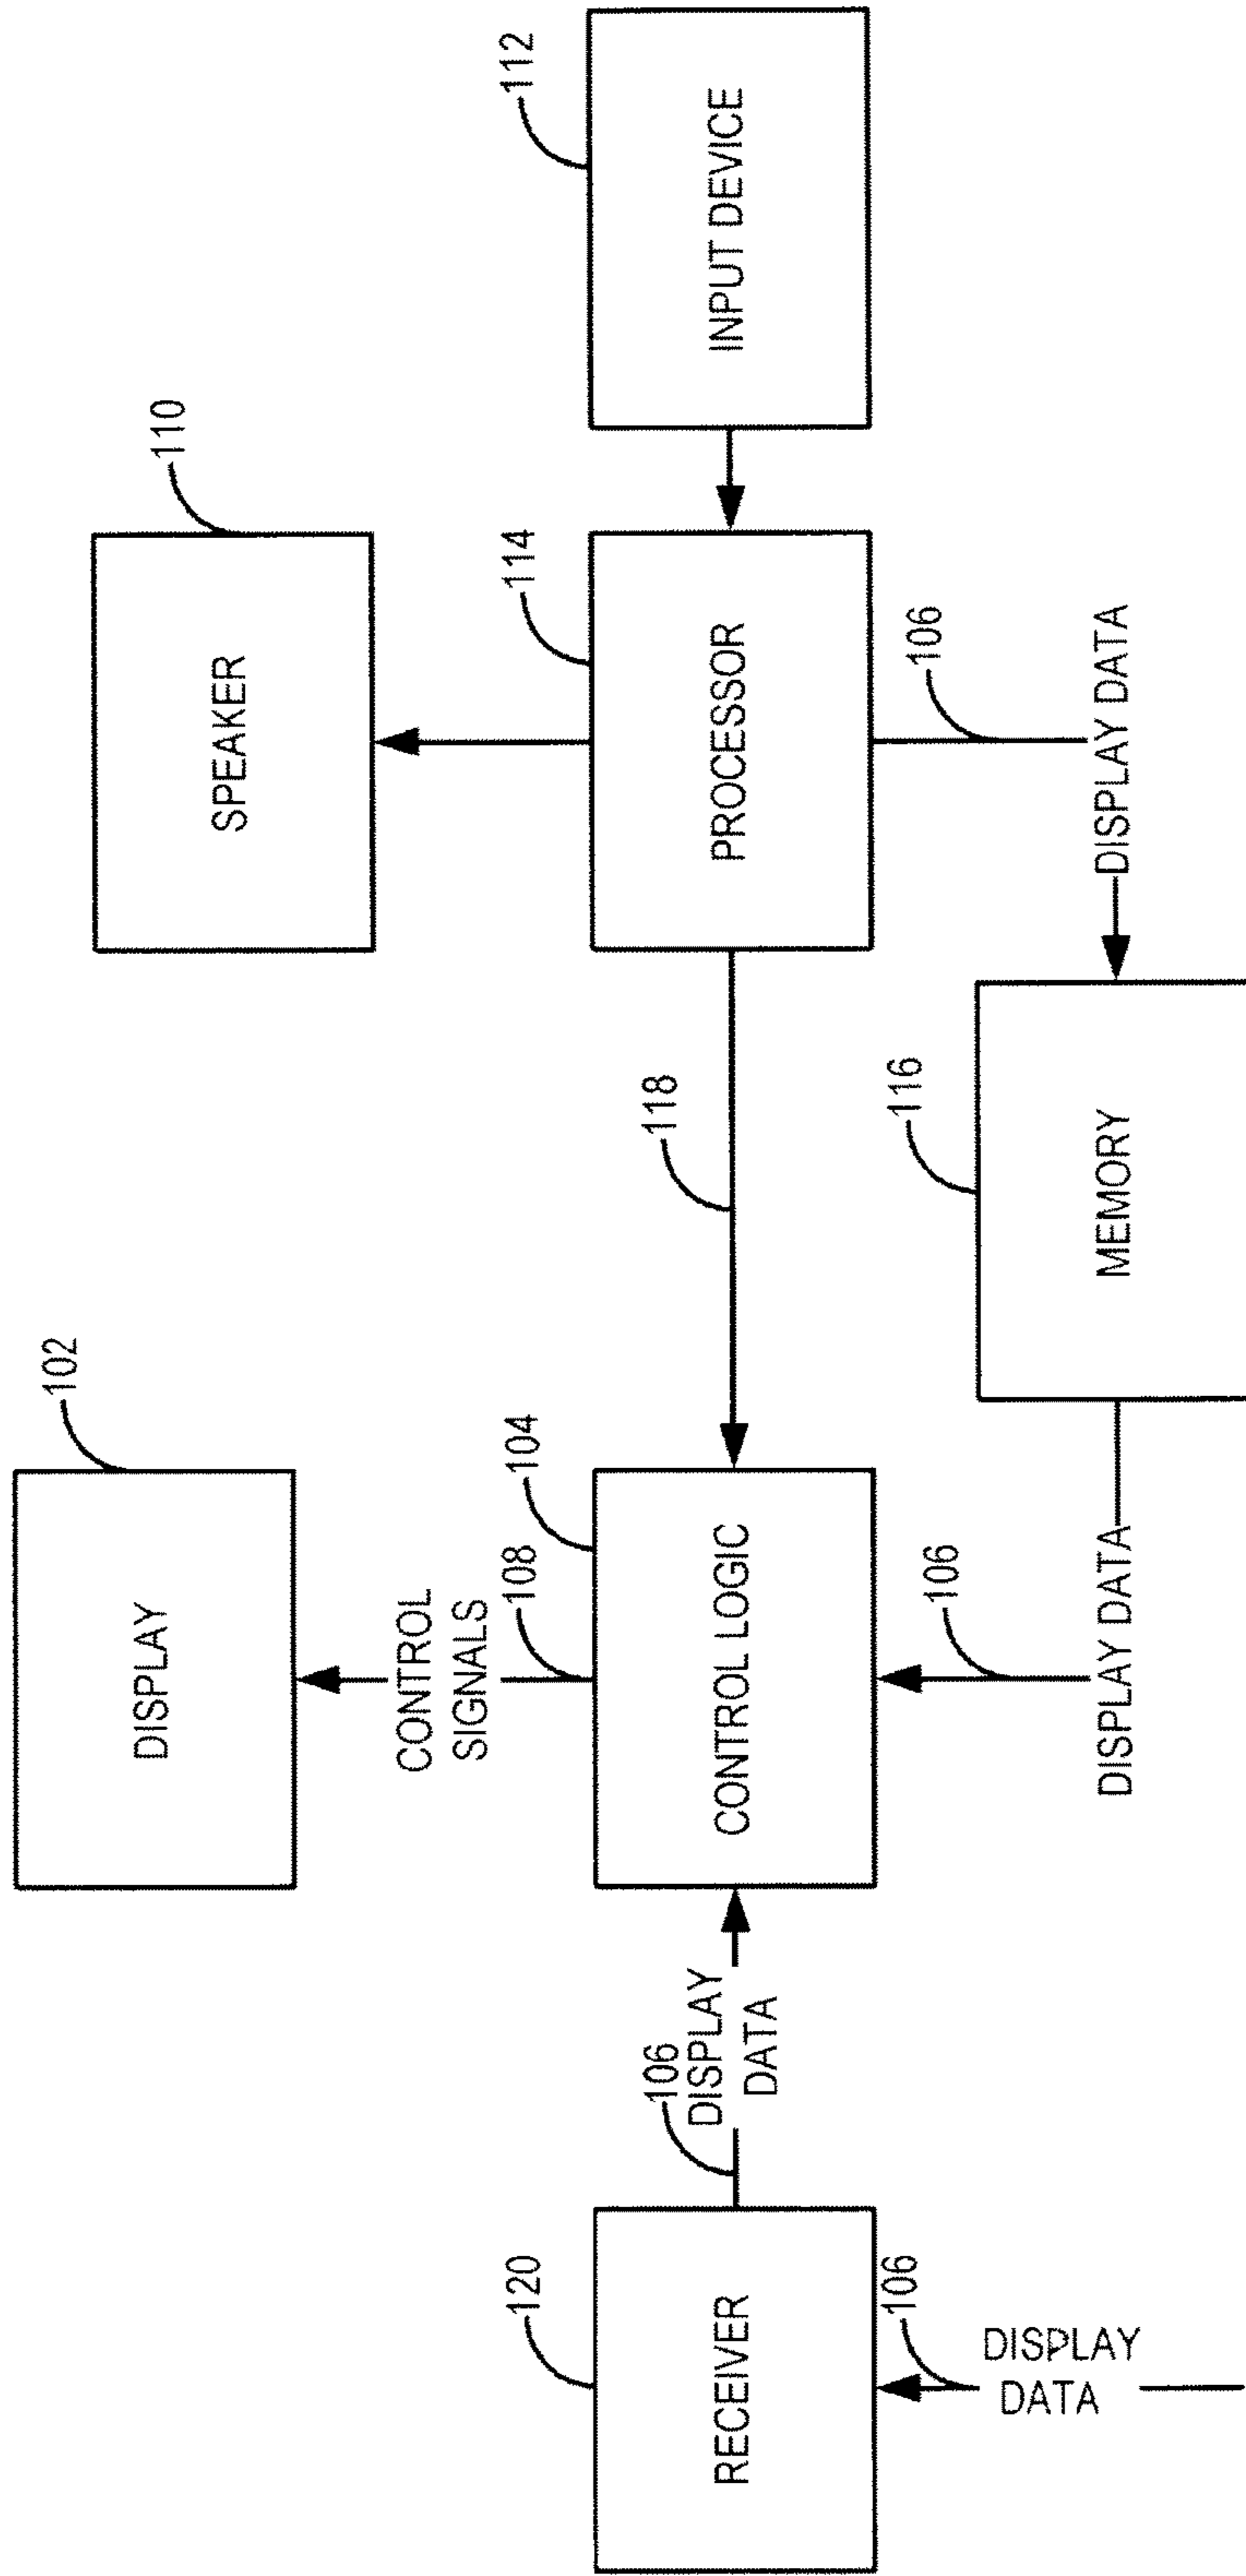 102
DISPLAY
110
SPEAKER
CONTROL
SIGNALS
108
104
120
RECEIVER
106
DISPLAY
DATA
CONTROL LOGIC
118
114
PROCESSOR
112
INPUT DEVICE
106
DISPLAY
DATA
106
DISPLAY DATA
116
MEMORY
106
DISPLAY DATA